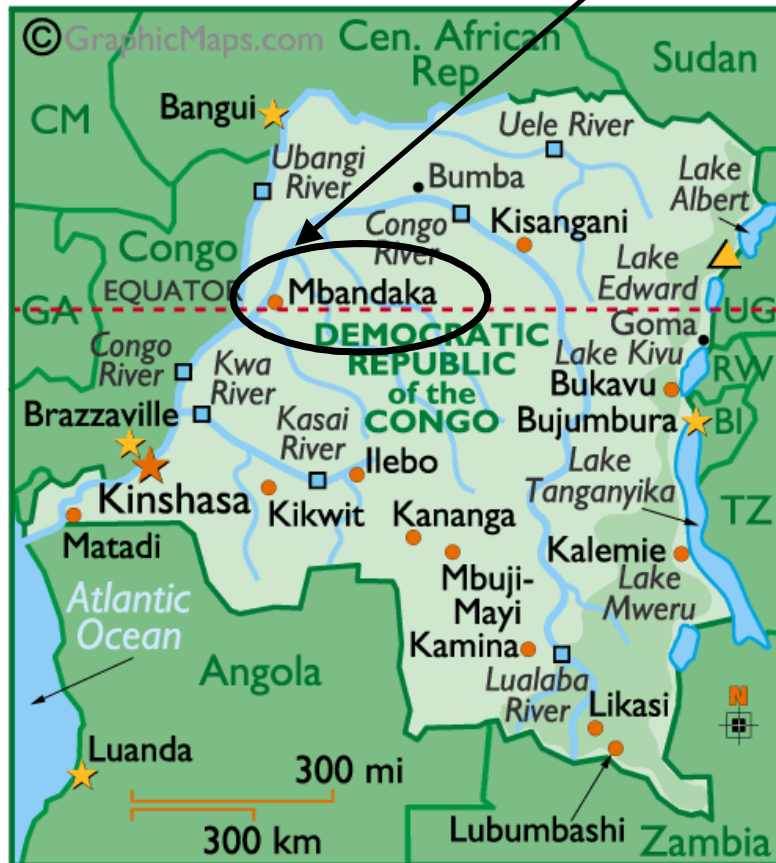 © GraphicMaps.com
Cen. African
Rep
Sudan
CM
Bangui
Uele River
Ubangi
River
Lake
Albert
Bumba
Congo
River
Kisangani
Congo
Lake
Edward
EQUATOR
Mbandaka
GA
UG
Goma
DEMOCRATIC
REPUBLIC
of the
CONGO
Congo
River
Kwa
River
Lake Kivu
RW
Bukavu
Brazzaville
Kasai
River
Bujumbura
BI
Ilebo
Lake
Tanganyika
Kinshasa
Kikwit
Kananga
TZ
Matadi
Kalemie
Mbuji-
Mayi
Lake
Mweru
Atlantic
Ocean
Kamina
Angola
Lualaba
River
Likasi
N
Luanda
300 mi
300 km
Lubumbashi
Zambia